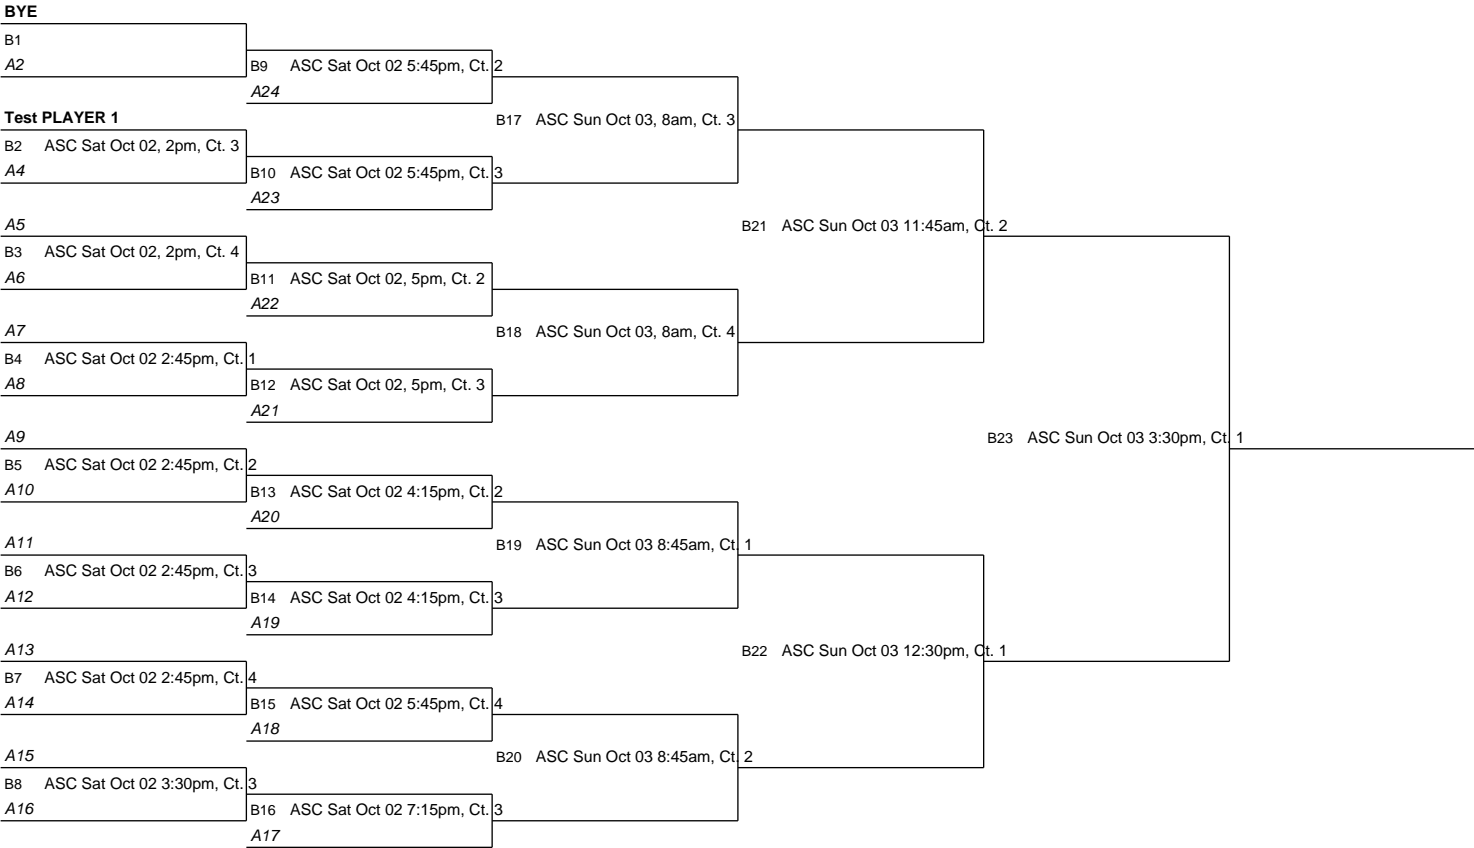 BYE
B1
A2
B9 ASC Sat Oct 02 5:45pm, Ct. 2
A24
Test PLAYER 1
B17 ASC Sun Oct 03, 8am, Ct. 3
B2 ASC Sat Oct 02, 2pm, Ct. 3
A4
B10 ASC Sat Oct 02 5:45pm, Ct. 3
A23
A5
B21 ASC Sun Oct 03 11:45am, Ct. 2
B3 ASC Sat Oct 02, 2pm, Ct. 4
A6
B11 ASC Sat Oct 02, 5pm, Ct. 2
A22
A7
B18 ASC Sun Oct 03, 8am, Ct. 4
B4 ASC Sat Oct 02 2:45pm, Ct. 1
A8
B12 ASC Sat Oct 02, 5pm, Ct. 3
A21
A9
B23 ASC Sun Oct 03 3:30pm, Ct. 1
B5 ASC Sat Oct 02 2:45pm, Ct. 2
A10
B13 ASC Sat Oct 02 4:15pm, Ct. 2
A20
A11
B19 ASC Sun Oct 03 8:45am, Ct. 1
B6 ASC Sat Oct 02 2:45pm, Ct. 3
A12
B14 ASC Sat Oct 02 4:15pm, Ct. 3
A19
A13
B22 ASC Sun Oct 03 12:30pm, Ct. 1
B7 ASC Sat Oct 02 2:45pm, Ct. 4
A14
B15 ASC Sat Oct 02 5:45pm, Ct. 4
A18
A15
B20 ASC Sun Oct 03 8:45am, Ct. 2
B8 ASC Sat Oct 02 3:30pm, Ct. 3
A16
B16 ASC Sat Oct 02 7:15pm, Ct. 3
A17